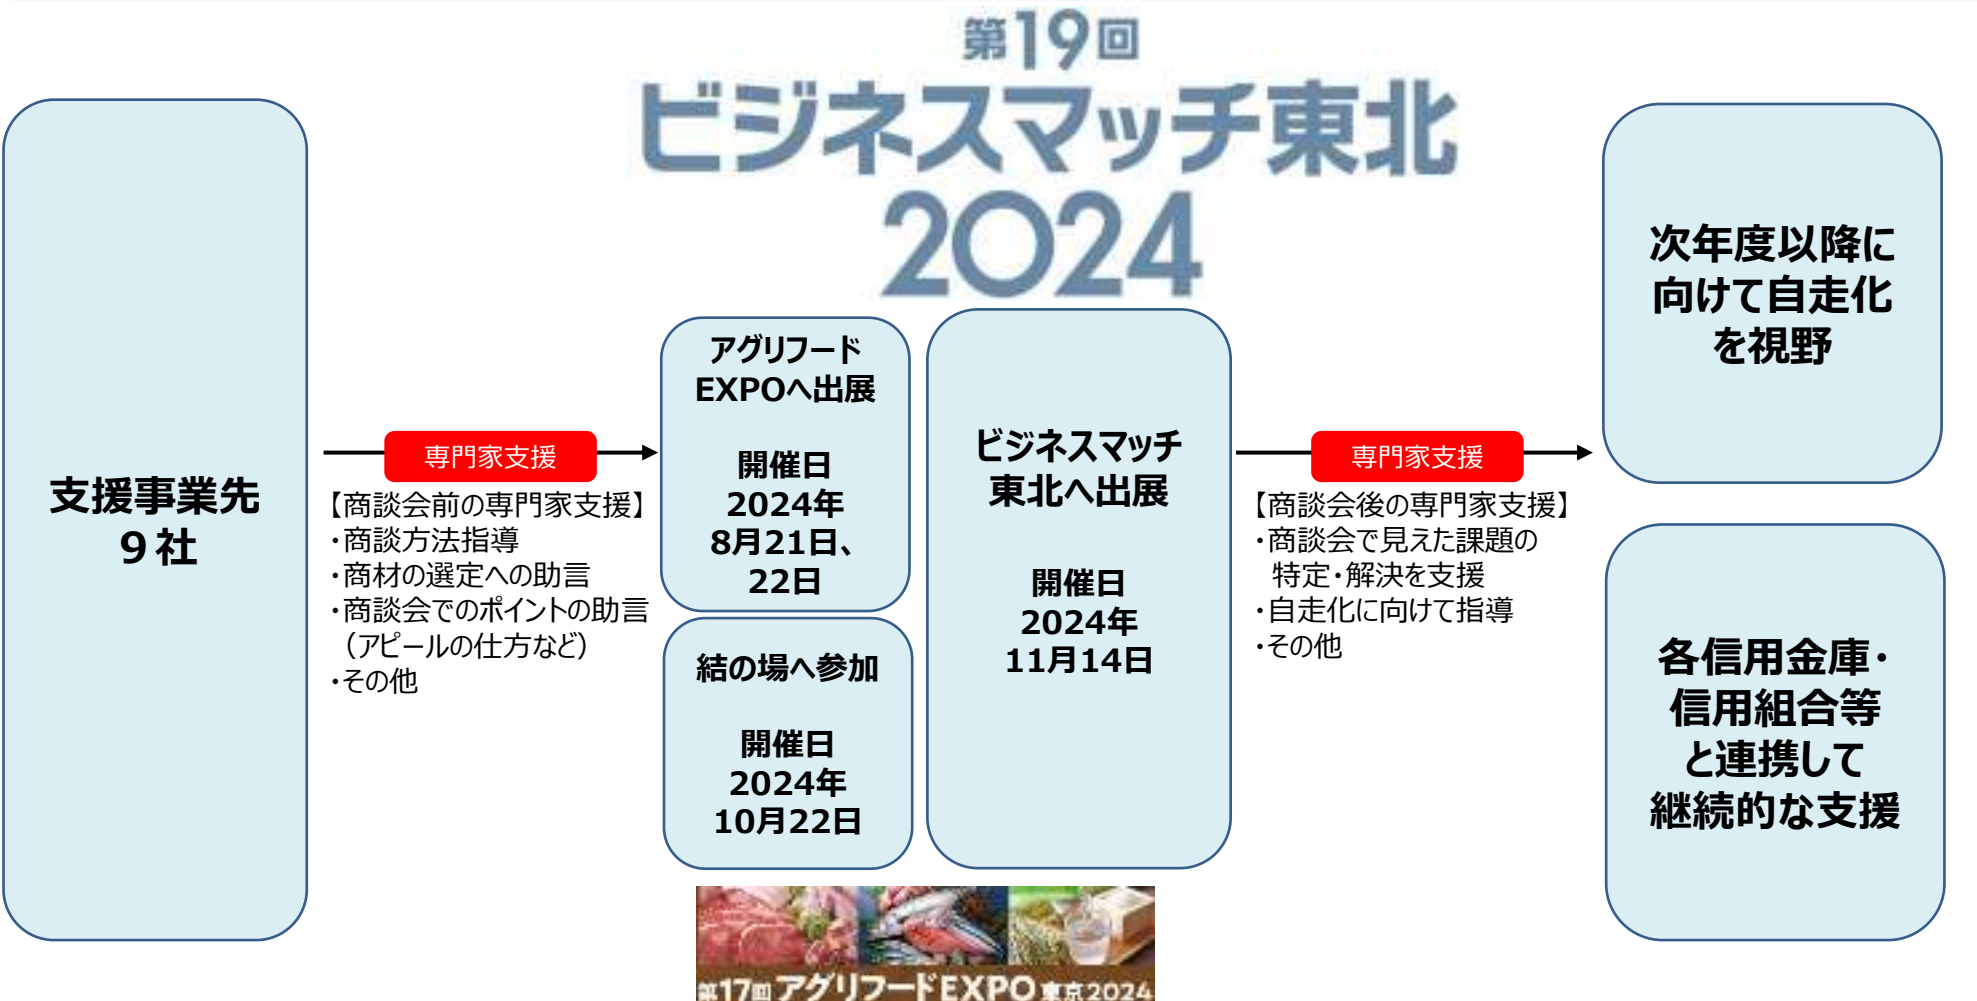 第19回
ビジネスマッチ東北
2024
支援事業先
９社
専門家支援
【商談会前の専門家支援】
・商談方法指導
・商材の選定への助言
・商談会でのポイントの助言
（アピールの仕方など）
・その他
アグリフード
EXPOへ出展
開催日
2024年
8月21日、
22日
結の場へ参加
開催日
2024年
10月22日
ビジネスマッチ
東北へ出展
開催日
2024年
11月14日
専門家支援
【商談会後の専門家支援】
・商談会で見えた課題の
特定・解決を支援
・自走化に向けて指導
・その他
次年度以降に
向けて自走化
を視野
各信用金庫・
信用組合等
と連携して
継続的な支援
第17回 アグリフードEXPO 東京2024